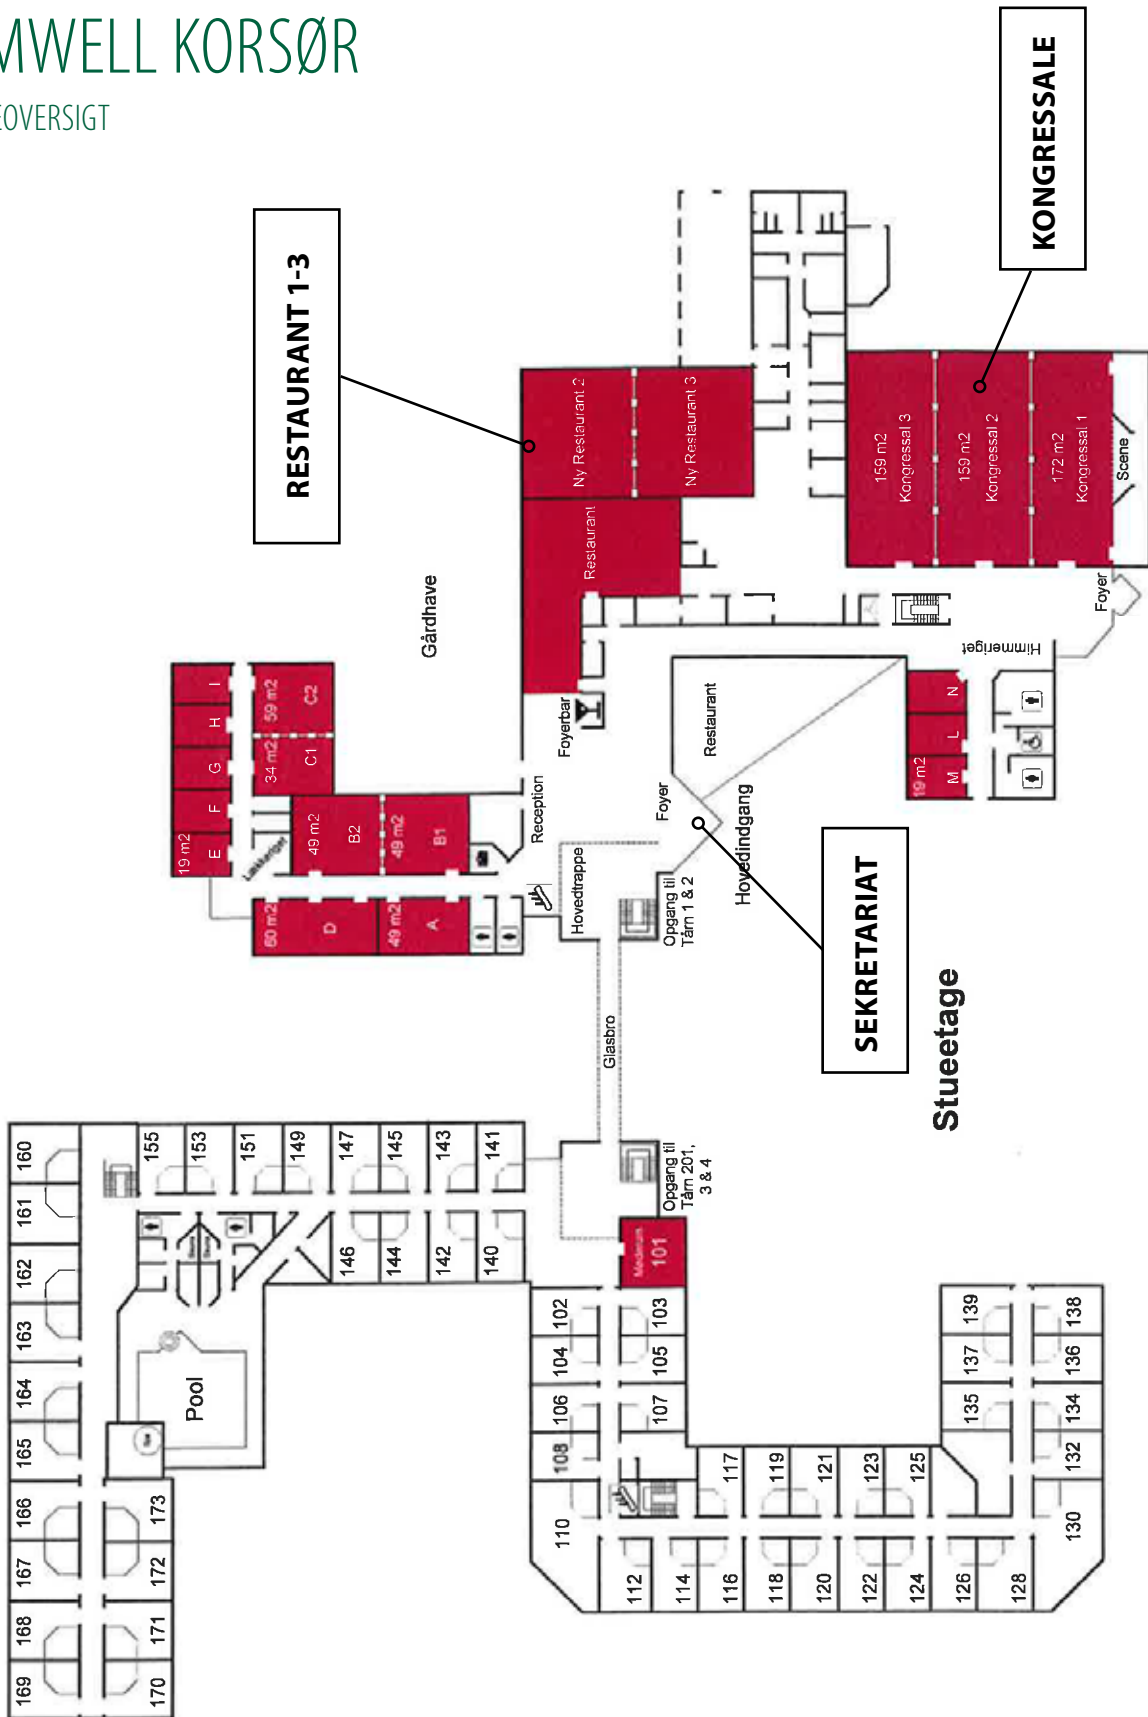 MWELL KORSØR
EOVERSIGT
KONGRESSALE
RESTAURANT 1-3
SEKRETARIAT
Stueetage
Gårdhave
Ny Restaurant 2
Ny Restaurant 3
Restaurant
159 m2
Kongressal 3
159 m2
Kongressal 2
172 m2
Kongressal 1
Scene
Foyer
Himmeriget
Foyerbar
Restaurant
Foyer
Hovedindgang
Reception
Hovedtrappe
Opgang til
Tårn 1 & 2
Glasbro
Opgang til
Tårn 201,
3 & 4
19 m2
M
L
N
19 m2
E
F
G
H
I
34 m2
C1
59 m2
C2
49 m2
B2
49 m2
B1
60 m2
D
49 m2
A
Lækkeriet
Møderum
101
102
103
104
105
106
107
108
110
112
114
116
117
118
119
120
121
122
123
124
125
126
128
130
132
134
135
136
137
138
139
140
141
142
143
144
145
146
147
149
151
153
155
160
161
162
163
164
165
166
167
168
169
170
171
172
173
Pool